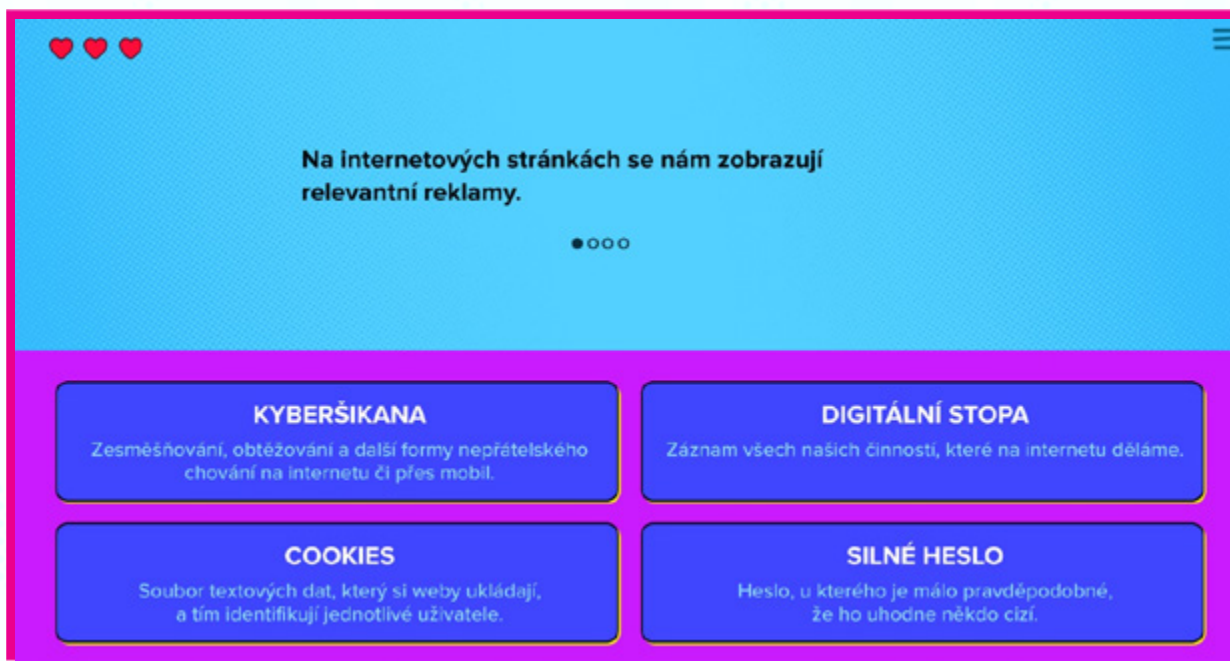 Na internetových stránkách se nám zobrazují
relevantní reklamy.
KYBERŠIKANA
Zesměšňování, obtěžování a další formy nepřátelského
chování na internetu či přes mobil.
DIGITÁLNÍ STOPA
Záznam všech našich činností, které na internetu děláme.
COOKIES
Soubor textových dat, který si weby ukládají,
a tím identifikují jednotlivé uživatele.
SILNÉ HESLO
Heslo, u kterého je málo pravděpodobné,
že ho uhodne někdo cizí.